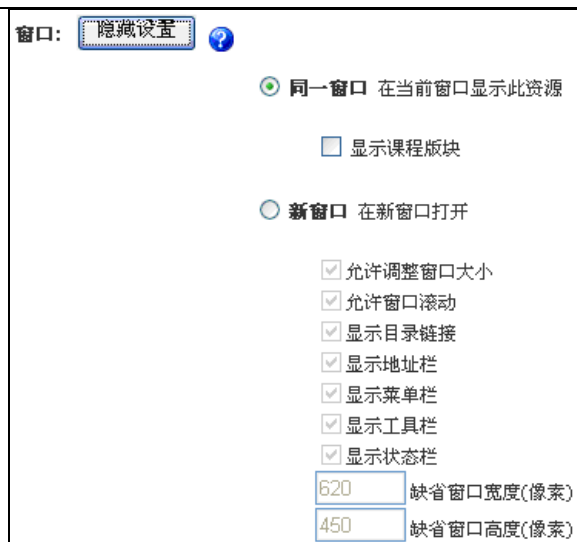 窗口: 隐藏设置
同一窗口 在当前窗口显示此资源
显示课程版块
新窗口 在新窗口打开
允许调整窗口大小
允许窗口滚动
显示目录链接
显示地址栏
显示菜单栏
显示工具栏
显示状态栏
620 缺省窗口宽度(像素)
450 缺省窗口高度(像素)